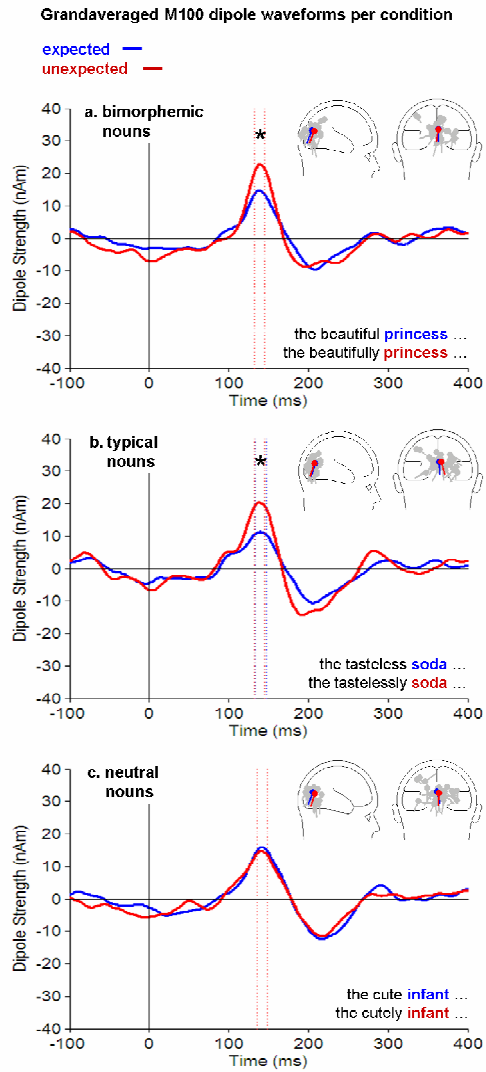 Grandaveraged M100 dipole waveforms per condition
expected
unexpected
a. bimorphemic
nouns
*
Dipole Strength (nAm)
40
30
20
10
0
-10
-20
-30
-40
the beautiful princess ...
the beautifully princess ...
-100 0 100 200 300 400
Time (ms)
b. typical
nouns
*
Dipole Strength (nAm)
40
30
20
10
0
-10
-20
-30
-40
the tasteless soda ...
the tastelessly soda ...
-100 0 100 200 300 400
Time (ms)
c. neutral
nouns
Dipole Strength (nAm)
40
30
20
10
0
-10
-20
-30
-40
the cute infant ...
the cutely infant ...
-100 0 100 200 300 400
Time (ms)